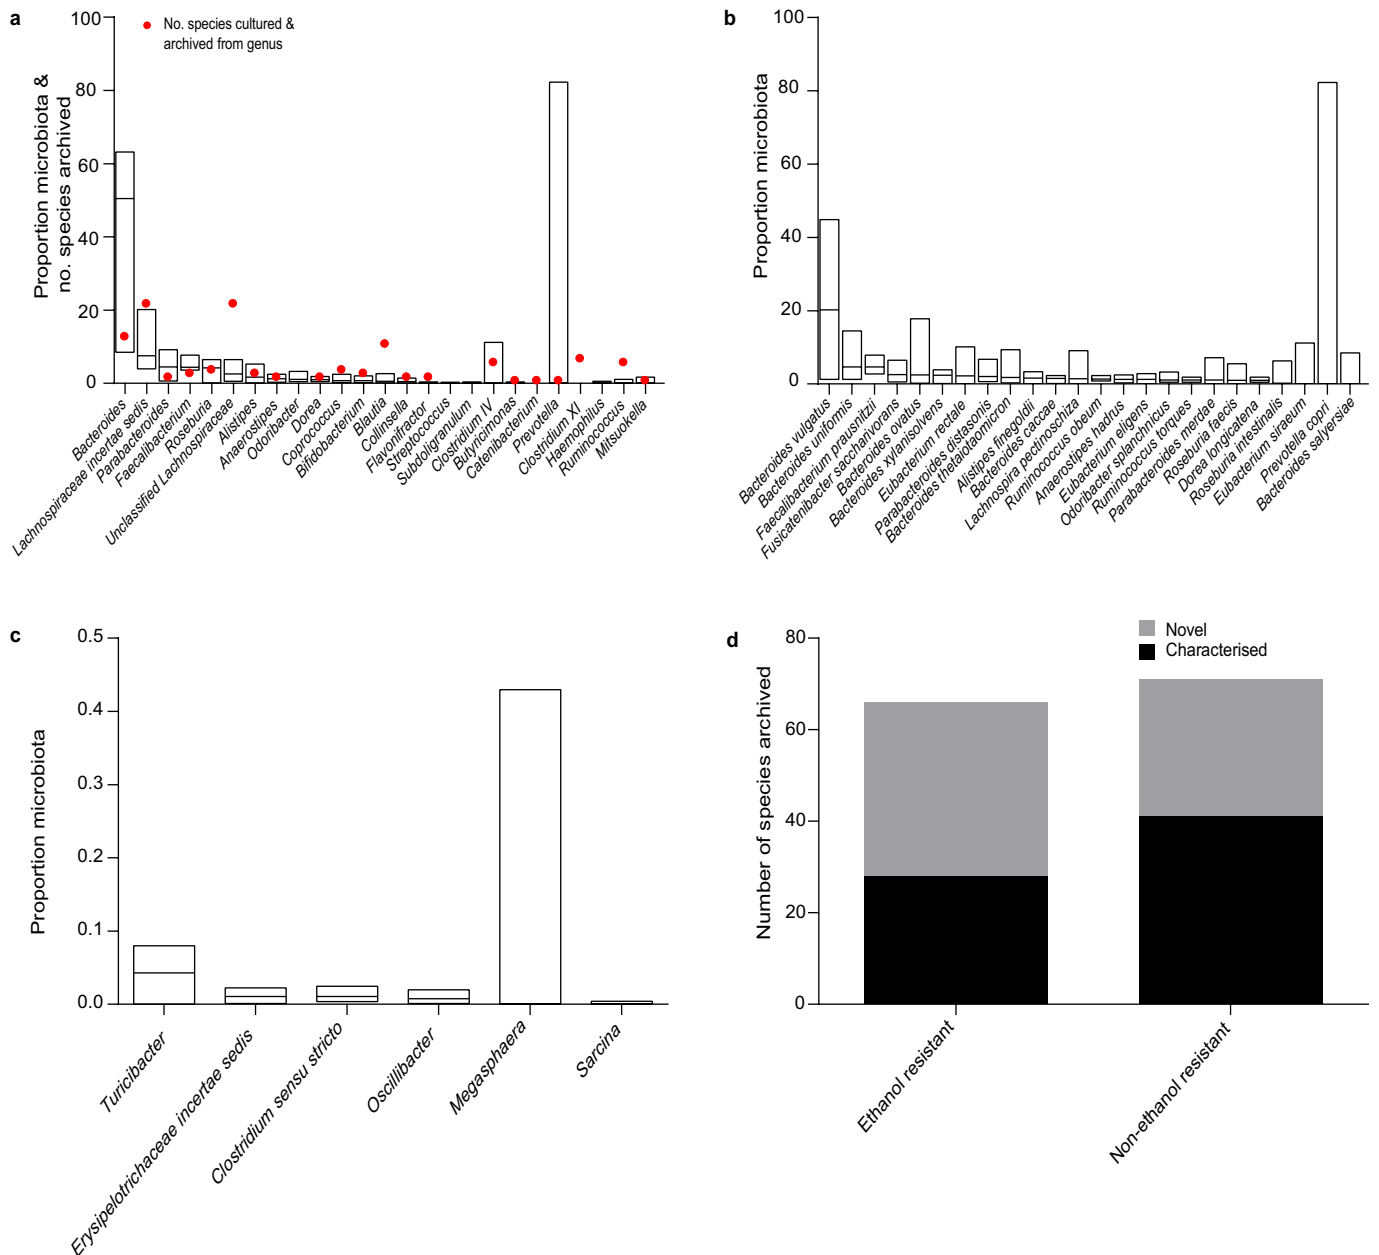 a
No. species cultured &
archived from genus
Proportion microbiota &
no. species archived
100
80
60
40
20
0
Bacteroides
Lachnospiraceae incertae sedis
Parabacteroides
Faecalibacterium
Roseburia
Unclassified Lachnospiraceae
Alistipes
Anaerostipes
Odoribacter
Dorea
Coprococcus
Bifidobacterium
Blautia
Collinsella
Flavonifractor
Streptococcus
Subdoligranulum
Clostridium IV
Butyricimonas
Catenibacterium
Prevotella
Clostridium XI
Haemophilus
Ruminococcus
Mitsuokella
b
Proportion microbiota
100
80
60
40
20
0
Bacteroides vulgatus
Bacteroides uniformis
Faecalibacterium prausnitzii
Fusicatenibacter saccharivorans
Bacteroides ovatus
Bacteroides xylanisolvens
Eubacterium rectale
Parabacteroides distasonis
Bacteroides thetaiotaomicron
Alistipes finegoldii
Bacteroides caccae
Lachnospira pectinoschiza
Ruminococcus obeum
Anaerostipes hadrus
Eubacterium eligens
Odoribacter splanchnicus
Ruminococcus torques
Parabacteroides merdae
Roseburia faecis
Dorea longicatena
Roseburia intestinalis
Eubacterium siraeum
Prevotella copri
Bacteroides salyersiae
c
Proportion microbiota
0.5
0.4
0.3
0.2
0.1
0.0
Turicibacter
Erysipelotrichaceae incertae sedis
Clostridium sensu stricto
Oscillibacter
Megasphaera
Sarcina
d
Novel
Characterised
Number of species archived
80
60
40
20
0
Ethanol resistant
Non-ethanol resistant